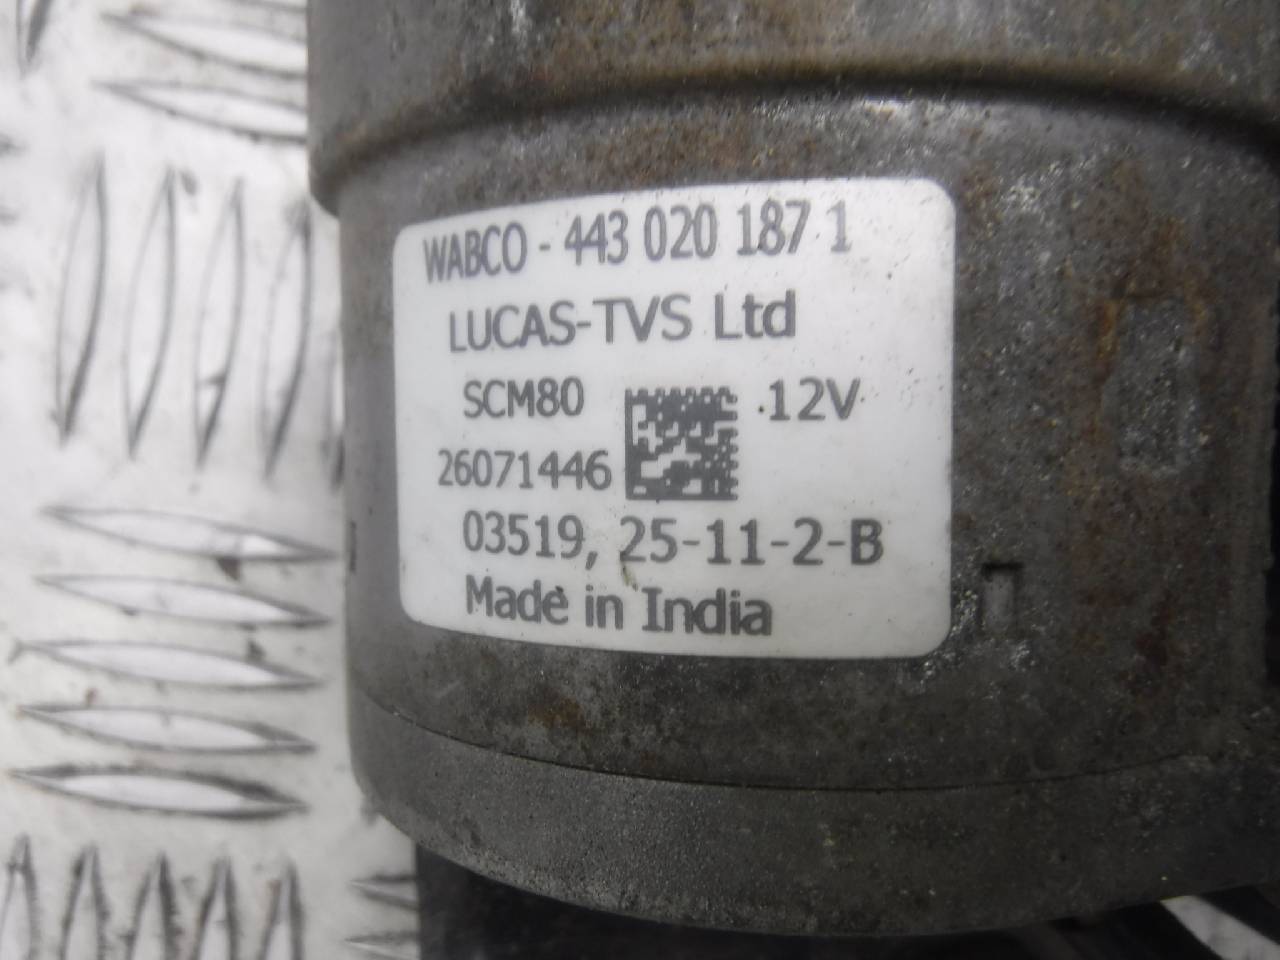 WABCO - 443 020 187 1
LUCAS-TVS Ltd
SCM80 12V
26071446
03519, 25-11-2-B
Made in India